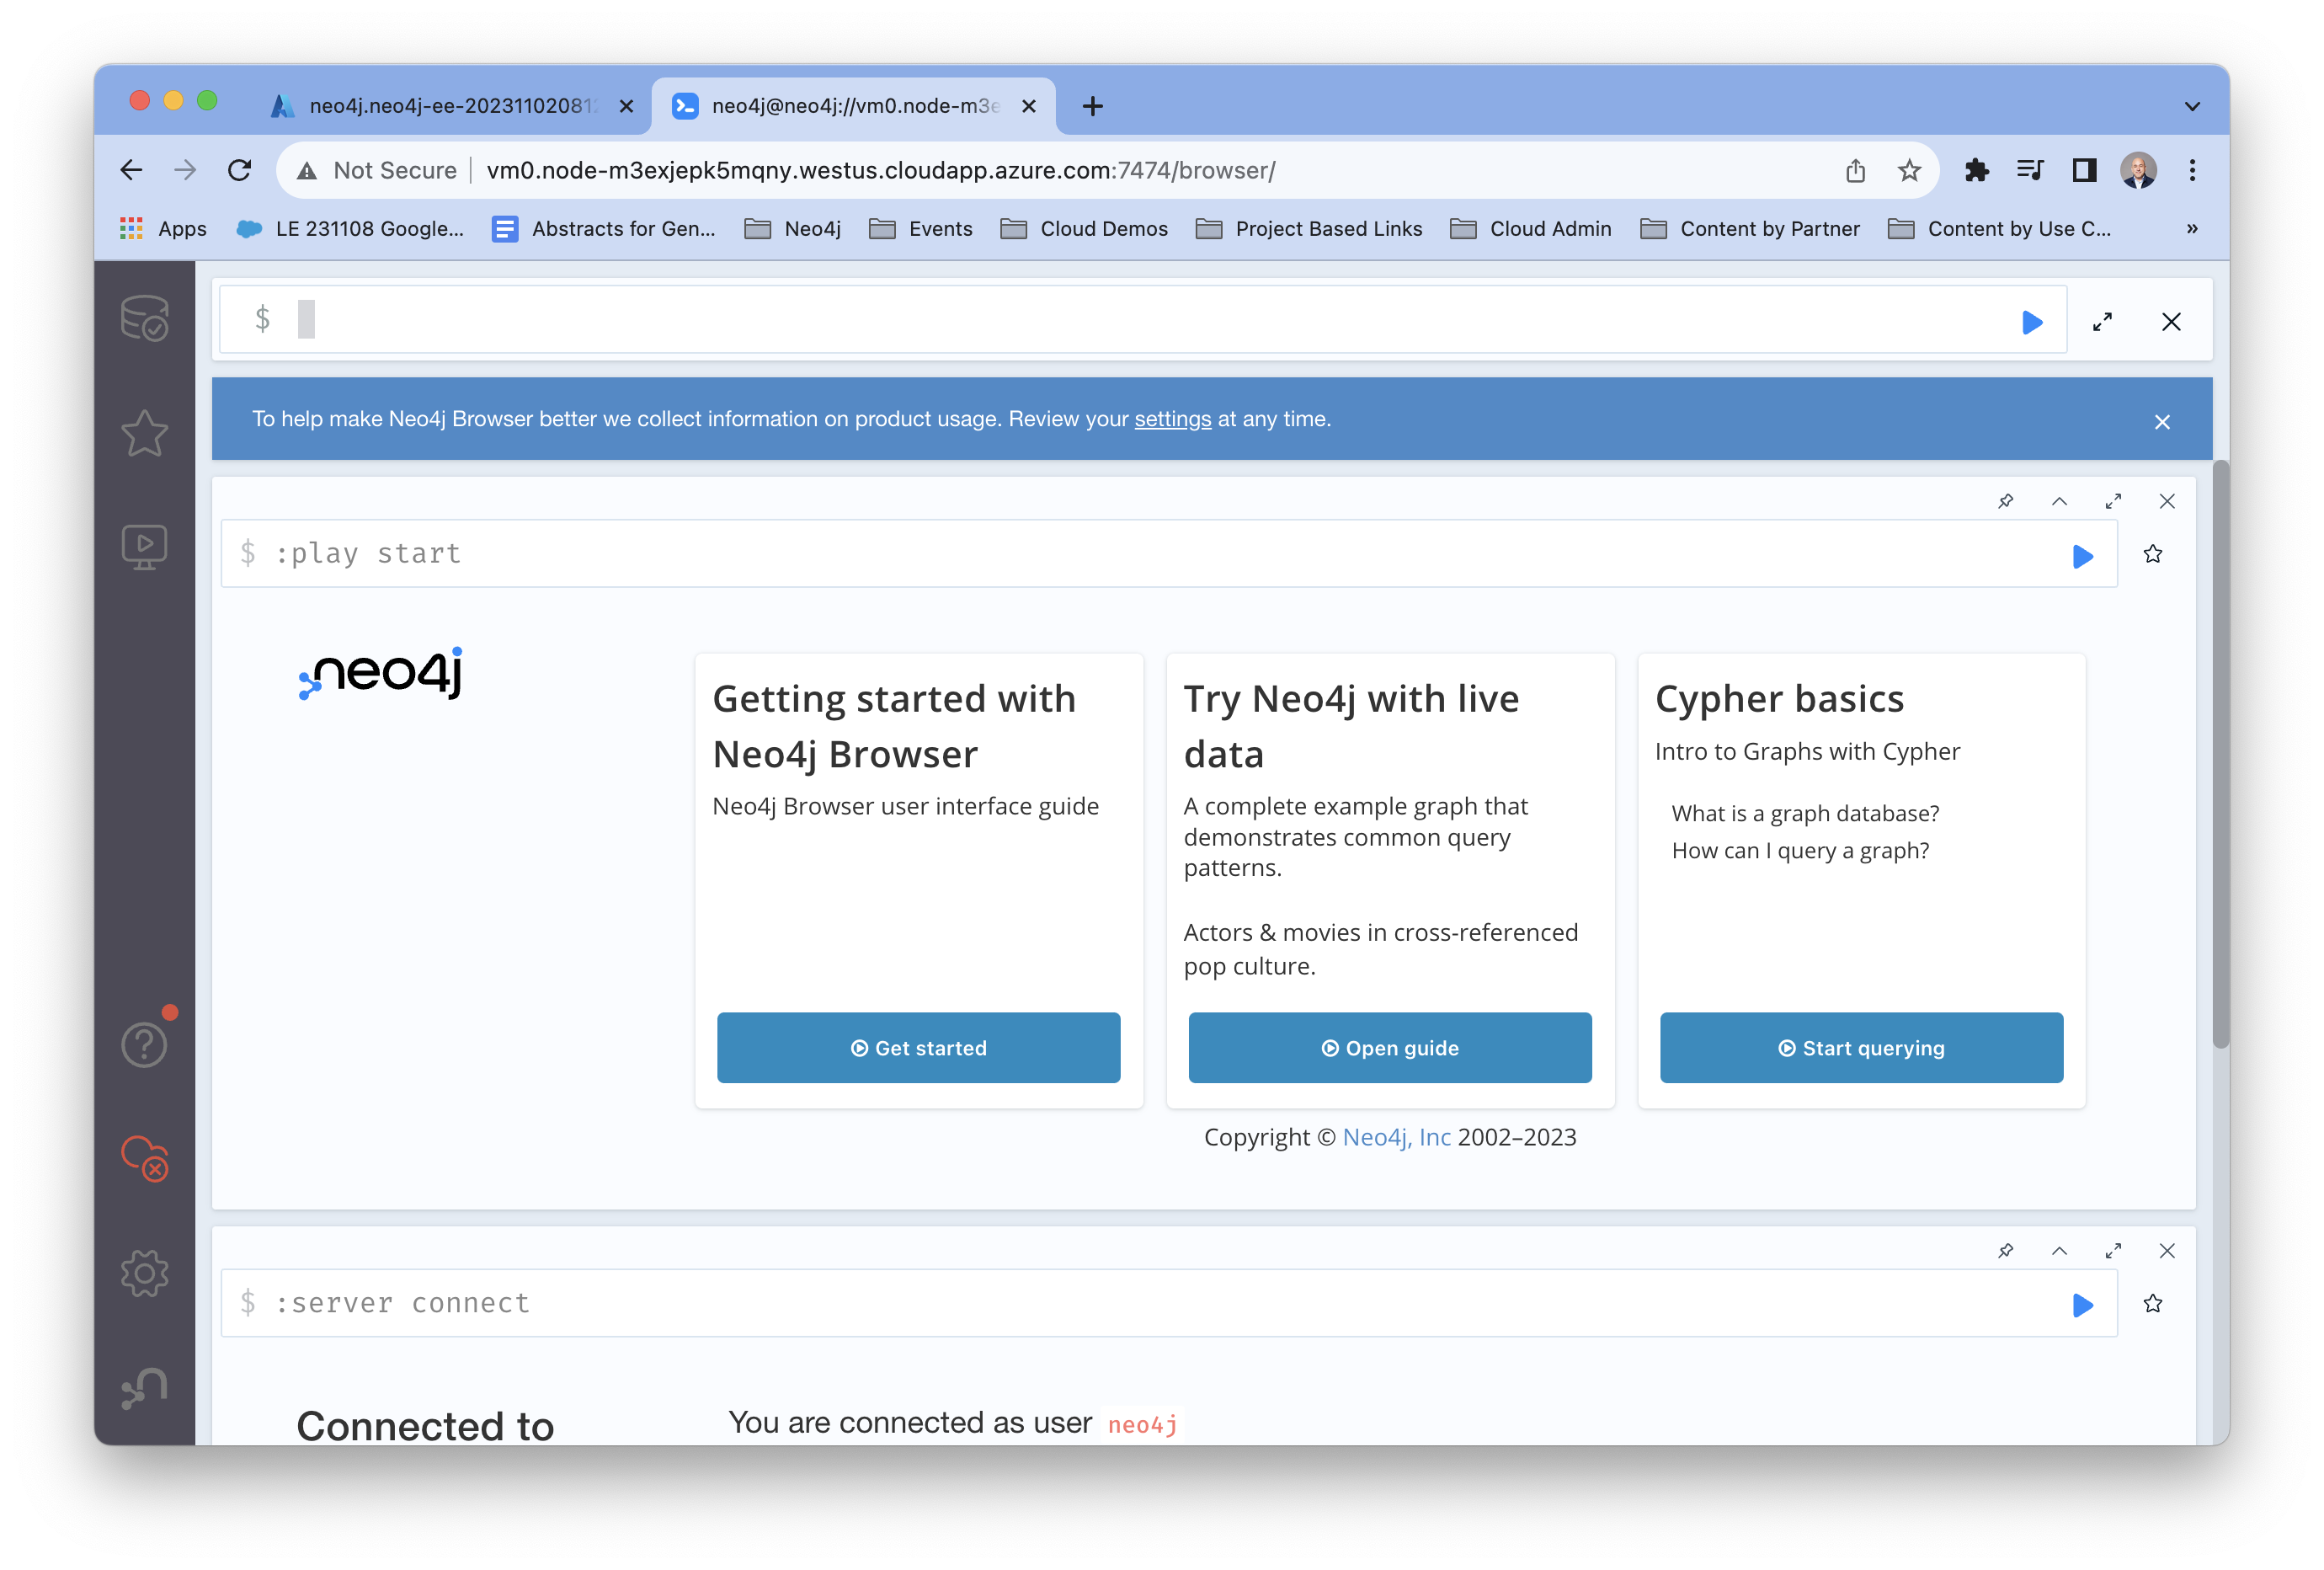 neo4j.neo4j-ee-20231102081
neo4j@neo4j://vm0.node-m3e
Not Secure
vm0.node-m3exjepk5mqny.westus.cloudapp.azure.com:7474/browser/
Apps
LE 231108 Google...
Abstracts for Gen...
Neo4j
Events
Cloud Demos
Project Based Links
Cloud Admin
Content by Partner
Content by Use C...
»
$
To help make Neo4j Browser better we collect information on product usage. Review your settings at any time.
$ :play start
neo4j
Getting started with
Neo4j Browser
Neo4j Browser user interface guide
Get started
Try Neo4j with live
data
A complete example graph that
demonstrates common query
patterns.
Actors & movies in cross-referenced
pop culture.
Open guide
Cypher basics
Intro to Graphs with Cypher
What is a graph database?
How can I query a graph?
Start querying
Copyright © Neo4j, Inc 2002–2023
$ :server connect
Connected to
You are connected as user neo4j